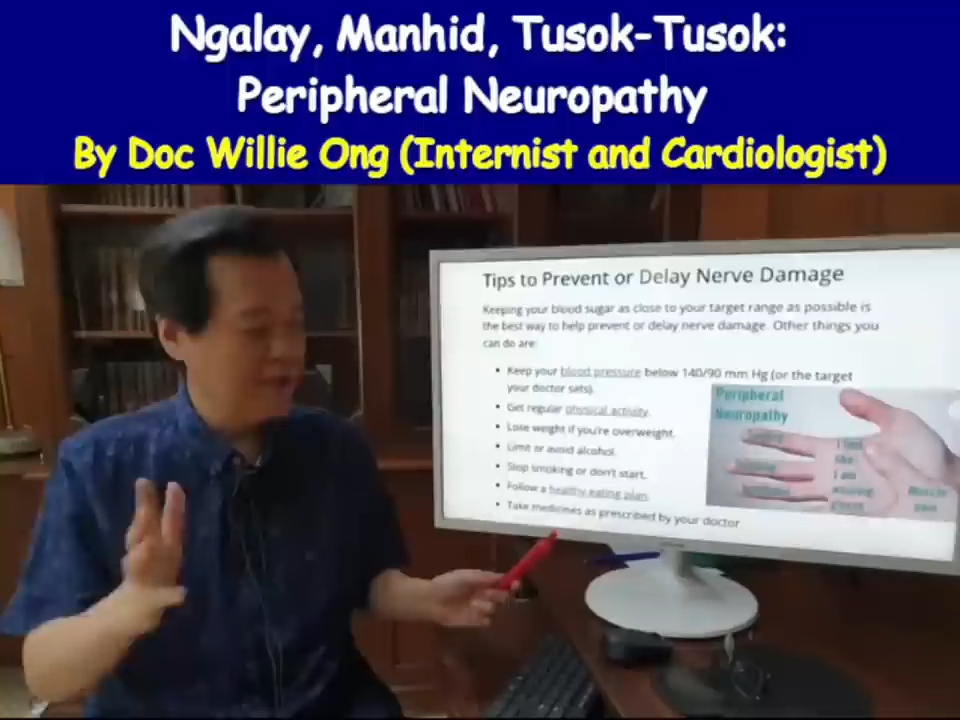 Ngalay, Manhid, Tusok-Tusok:
Peripheral Neuropathy
By Doc Willie Ong (Internist and Cardiologist)
Tips to Prevent or Delay Nerve Damage
Keeping your blood sugar as close to your target range as possible is
the best way to help prevent or delay nerve damage. Other things you
can do are:
• Keep your blood pressure below 140/90 mm Hg (or the target
your doctor sets).
• Get regular physical activity.
• Lose weight if you're overweight.
• Limit or avoid alcohol.
• Stop smoking or don't start.
• Follow a healthy eating plan.
• Take medicines as prescribed by your doctor
Peripheral
Neuropathy
I feel
like
I am
wearing
Muscle
pain